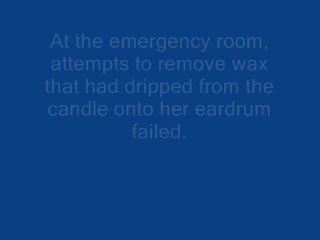 At the emergency room,
attempts to remove wax
that had dripped from the
candle onto her eardrum
failed.